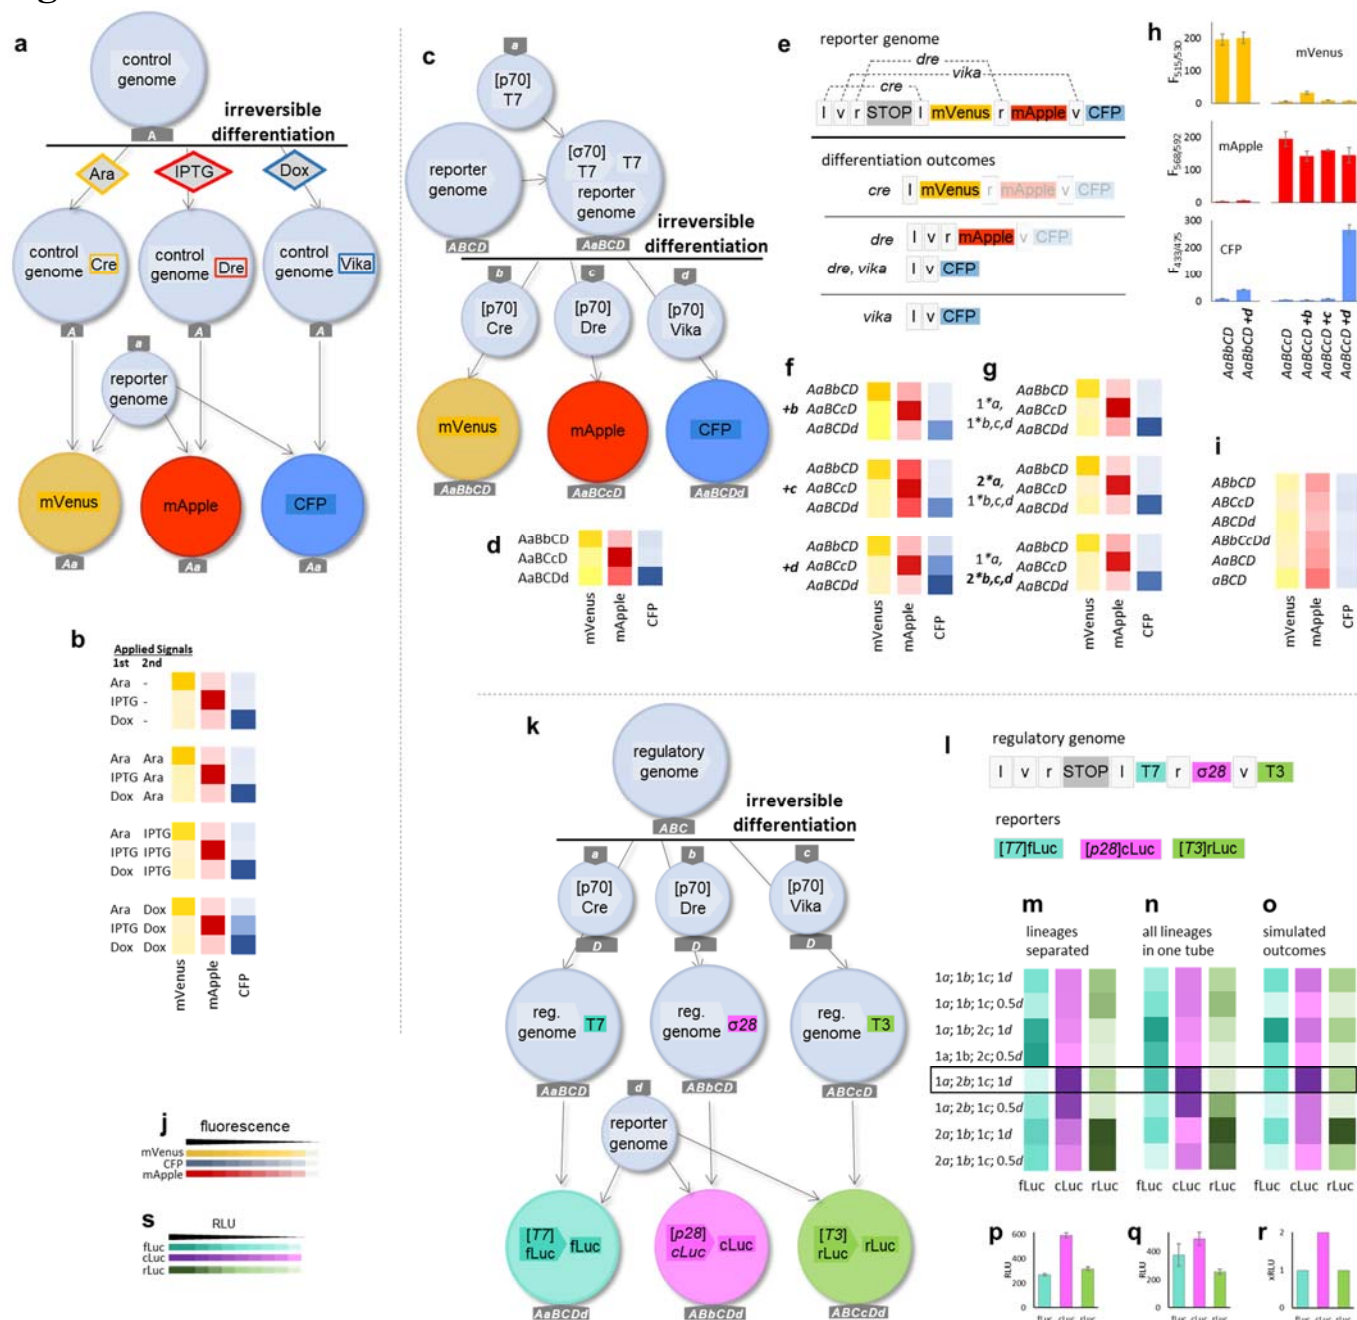 a
control
genome
A
irreversible
differentiation
Ara
IPTG
Dox
control
genome
Cre
A
control
genome
Dre
A
control
genome
Vika
A
a
reporter
genome
mVenus
mApple
CFP
Aa
Aa
Aa
b
Applied Signals
1st 2nd
Ara -
IPTG -
Dox -
Ara Ara
IPTG Ara
Dox Ara
Ara IPTG
IPTG IPTG
Dox IPTG
Ara Dox
IPTG Dox
Dox Dox
mVenus
mApple
CFP
j
fluorescence
mVenus
CFP
mApple
s
RLU
fLuc
cLuc
rLuc
c
a
[p70]
T7
reporter
genome
ABCD
[σ70]
T7
T7
reporter
genome
AaBCD
irreversible
differentiation
b
[p70]
Cre
c
[p70]
Dre
d
[p70]
Vika
mVenus
mApple
CFP
AaBbCD
AaBCcD
AaBCDd
d
AaBbCD
AaBCcD
AaBCDd
mVenus
mApple
CFP
e
reporter genome
dre
vika
cre
l v r STOP l mVenus r mApple v CFP
differentiation outcomes
cre l mVenus r mApple v CFP
dre l v r mApple v CFP
dre, vika l v CFP
vika l v CFP
f
+b
AaBbCD
AaBCcD
AaBCDd
+c
AaBbCD
AaBCcD
AaBCDd
+d
AaBbCD
AaBCcD
AaBCDd
mVenus
mApple
CFP
g
1*a,
1*b,c,d
AaBbCD
AaBCcD
AaBCDd
2*a,
1*b,c,d
AaBbCD
AaBCcD
AaBCDd
1*a,
2*b,c,d
AaBbCD
AaBCcD
AaBCDd
mVenus
mApple
CFP
h
F515/530
200
100
0
mVenus
F568/592
200
100
0
mApple
F433/475
300
200
100
0
CFP
AaBbCD
AaBbCD +d
AaBCcD
AaBCcD +b
AaBCcD +c
AaBCcD +d
i
ABbCD
ABCcD
ABCDd
ABbCcDd
AaBCD
aBCD
mVenus
mApple
CFP
k
regulatory
genome
ABC
irreversible
differentiation
a
[p70]
Cre
D
b
[p70]
Dre
D
c
[p70]
Vika
D
reg.
genome T7
AaBCD
reg.
genome σ28
ABbCD
reg.
genome T3
ABCcD
d
reporter
genome
[T7]
fLuc
fLuc
AaBCDd
[p28]
cLuc
cLuc
ABbCDd
[T3]
rLuc
rLuc
ABCcDd
l
regulatory genome
l v r STOP l T7 r σ28 v T3
reporters
[T7]fLuc [p28]cLuc [T3]rLuc
m
lineages
separated
n
all lineages
in one tube
o
simulated
outcomes
1a; 1b; 1c; 1d
1a; 1b; 1c; 0.5d
1a; 1b; 2c; 1d
1a; 1b; 2c; 0.5d
1a; 2b; 1c; 1d
1a; 2b; 1c; 0.5d
2a; 1b; 1c; 1d
2a; 1b; 1c; 0.5d
fLuc cLuc rLuc
fLuc cLuc rLuc
fLuc cLuc rLuc
p
RLU
600
400
200
0
fLuc cLuc rLuc
q
RLU
400
200
0
fLuc cLuc rLuc
r
xRLU
2
1
0
fLuc cLuc rLuc